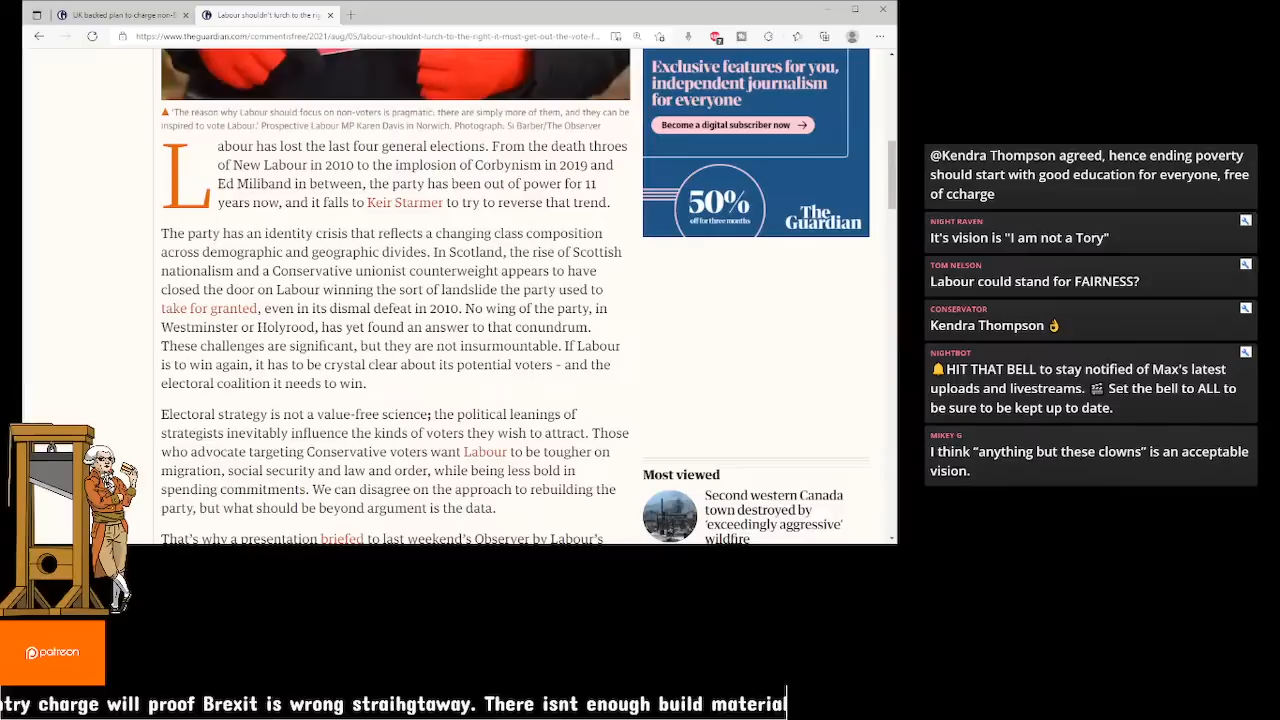 UK backed plan to charge non-E
Labour shouldn't lurch to the rig
https://www.theguardian.com/commentisfree/2021/aug/05/labour-shouldnt-lurch-to-the-right-it-must-get-out-the-vote-f...
'The reason why Labour should focus on non-voters is pragmatic: there are simply more of them, and they can be
inspired to vote Labour.' Prospective Labour MP Karen Davis in Norwich. Photograph: Si Barber/The Observer
Labour has lost the last four general elections. From the death throes
of New Labour in 2010 to the implosion of Corbynism in 2019 and
Ed Miliband in between, the party has been out of power for 11
years now, and it falls to Keir Starmer to try to reverse that trend.
The party has an identity crisis that reflects a changing class composition
across demographic and geographic divides. In Scotland, the rise of Scottish
nationalism and a Conservative unionist counterweight appears to have
closed the door on Labour winning the sort of landslide the party used to
take for granted, even in its dismal defeat in 2010. No wing of the party, in
Westminster or Holyrood, has yet found an answer to that conundrum.
These challenges are significant, but they are not insurmountable. If Labour
is to win again, it has to be crystal clear about its potential voters – and the
electoral coalition it needs to win.
Electoral strategy is not a value-free science; the political leanings of
strategists inevitably influence the kinds of voters they wish to attract. Those
who advocate targeting Conservative voters want Labour to be tougher on
migration, social security and law and order, while being less bold in
spending commitments. We can disagree on the approach to rebuilding the
party, but what should be beyond argument is the data.
That's why a presentation briefed to last weekend's Observer by Labour's
Exclusive features for you,
independent journalism
for everyone
Become a digital subscriber now →
50%
off for three months
The
Guardian
Most viewed
Second western Canada
town destroyed by
'exceedingly aggressive'
wildfire
@Kendra Thompson agreed, hence ending poverty
should start with good education for everyone, free
of ccharge
NIGHT RAVEN
It's vision is "I am not a Tory"
TOM NELSON
Labour could stand for FAIRNESS?
CONSERVATOR
Kendra Thompson 👌
NIGHTBOT
🔔HIT THAT BELL to stay notified of Max's latest
uploads and livestreams. 🎬 Set the bell to ALL to
be sure to be kept up to date.
MIKEY G
I think “anything but these clowns” is an acceptable
vision.
patreon
ntry charge will proof Brexit is wrong straihgtaway. There isnt enough build material